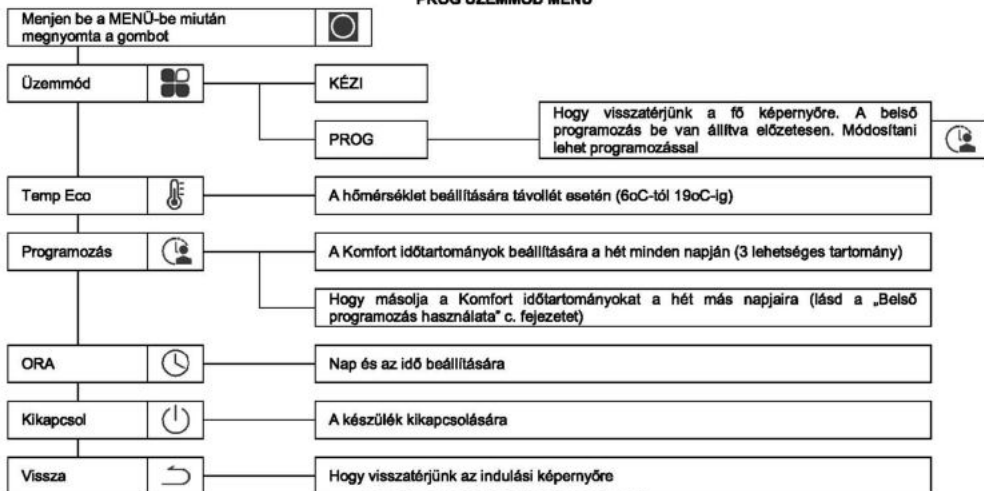 PROG ÜZEMMÓD MENÜ
Menjen be a MENÜ-be miután
megnyomta a gombot
Üzemmód
KÉZI
PROG
Hogy visszatérjünk a fő képernyőre. A belső
programozás be van állítva előzetesen. Módosítani
lehet programozással
Temp Eco
A hőmérséklet beállítására távollét esetén (6oC-tól 19oC-ig)
Programozás
A Komfort időtartományok beállítására a hét minden napján (3 lehetséges tartomány)
Hogy másolja a Komfort időtartományokat a hét más napjaira (lásd a „Belső
programozás használata" c. fejezetet)
ORA
Nap és az idő beállítására
Kikapcsol
A készülék kikapcsolására
Vissza
Hogy visszatérjünk az indulási képernyőre